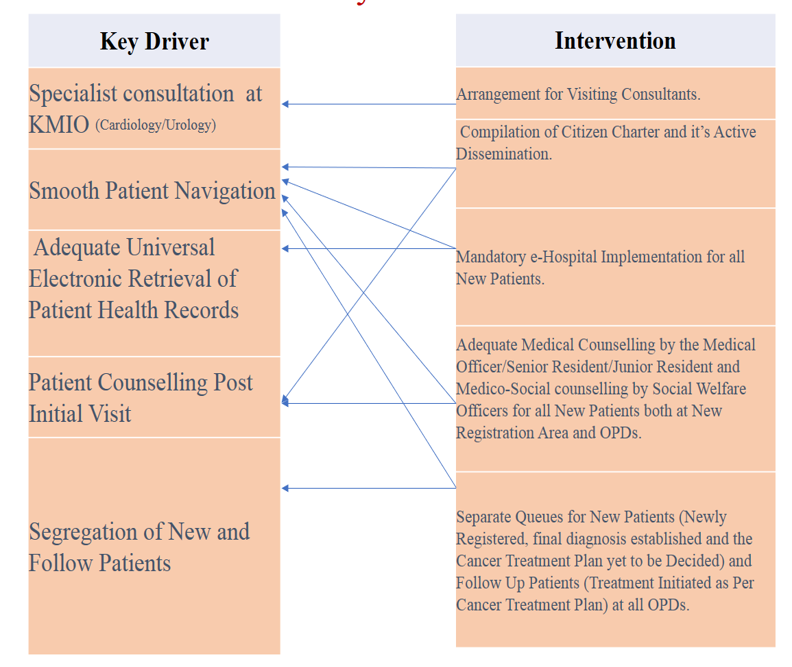 Key Driver
Specialist consultation at
KMIO (Cardiology/Urology)
Smooth Patient Navigation
Adequate Universal
Electronic Retrieval of
Patient Health Records
Patient Counselling Post
Initial Visit
Segregation of New and
Follow Patients
Intervention
Arrangement for Visiting Consultants.
Compilation of Citizen Charter and it's Active
Dissemination.
Mandatory e-Hospital Implementation for all
New Patients.
Adequate Medical Counselling by the Medical
Officer/Senior Resident/Junior Resident and
Medico-Social counselling by Social Welfare
Officers for all New Patients both at New
Registration Area and OPDs.
Separate Queues for New Patients (Newly
Registered, final diagnosis established and the
Cancer Treatment Plan yet to be Decided) and
Follow Up Patients (Treatment Initiated as Per
Cancer Treatment Plan) at all OPDs.